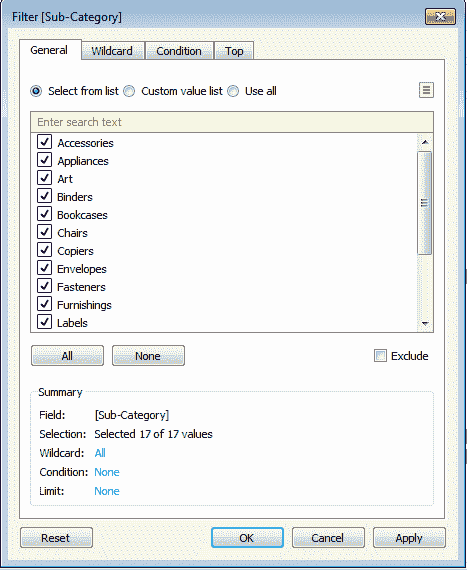 Filter [Sub-Category]
General Wildcard Condition Top
Select from list Custom value list Use all
Enter search text
Accessories
Appliances
Art
Binders
Bookcases
Chairs
Copiers
Envelopes
Fasteners
Furnishings
Labels
All None Exclude
Summary
Field: [Sub-Category]
Selection: Selected 17 of 17 values
Wildcard: All
Condition: None
Limit: None
Reset OK Cancel Apply